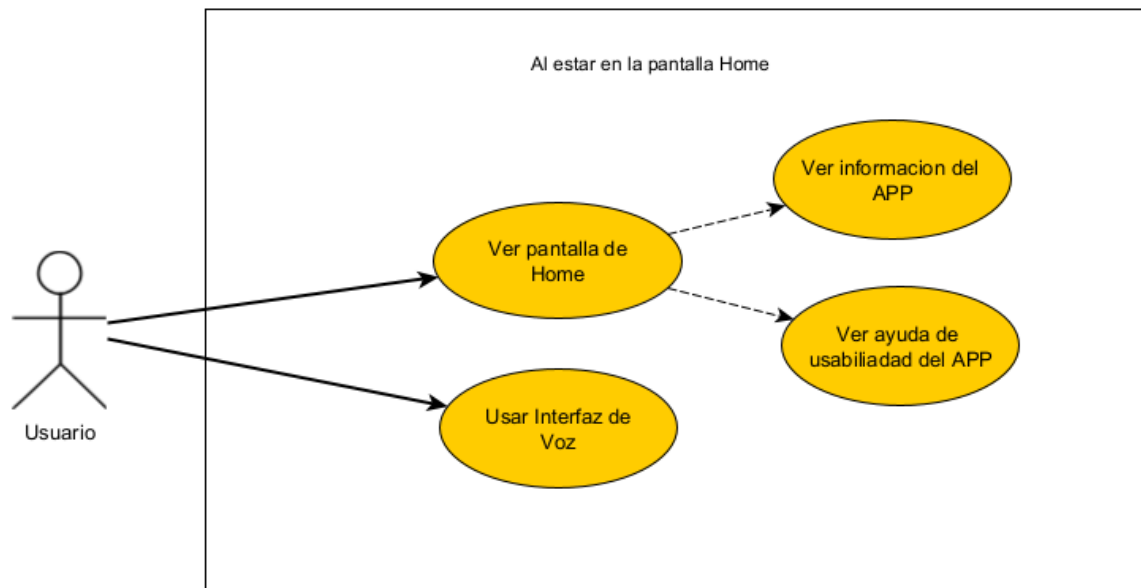 Al estar en la pantalla Home
Ver informacion del
APP
Ver pantalla de
Home
Ver ayuda de
usabiliadad del APP
Usar Interfaz de
Voz
Usuario